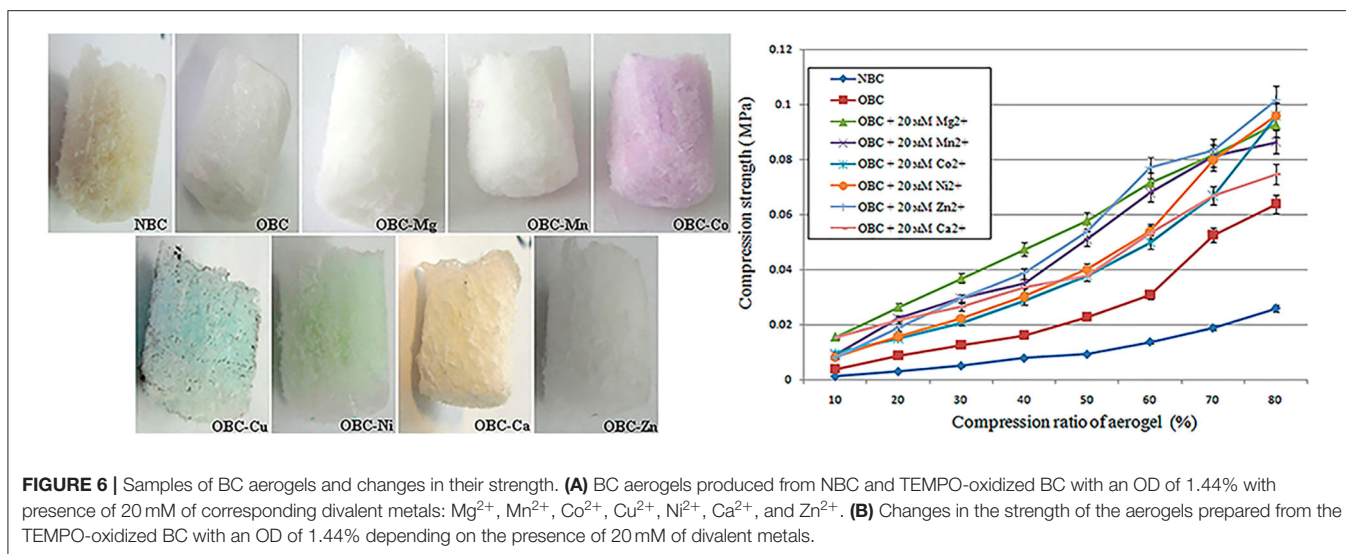 NBC
OBC
OBC-Mg
OBC-Mn
OBC-Co
OBC-Cu
OBC-Ni
OBC-Ca
OBC-Zn
Compression strength (MPa)
0.12
0.1
0.08
0.06
0.04
0.02
0
NBC
OBC
OBC + 20 мM Mg2+
OBC + 20 мM Mn2+
OBC + 20 мM Co2+
OBC + 20 мM Ni2+
OBC + 20 мM Zn2+
OBC + 20 мM Ca2+
10 20 30 40 50 60 70 80
Compression ratio of aerogel (%)
FIGURE 6 | Samples of BC aerogels and changes in their strength. (A) BC aerogels produced from NBC and TEMPO-oxidized BC with an OD of 1.44% with
presence of 20 mM of corresponding divalent metals: Mg²⁺, Mn²⁺, Co²⁺, Cu²⁺, Ni²⁺, Ca²⁺, and Zn²⁺. (B) Changes in the strength of the aerogels prepared from the
TEMPO-oxidized BC with an OD of 1.44% depending on the presence of 20 mM of divalent metals.